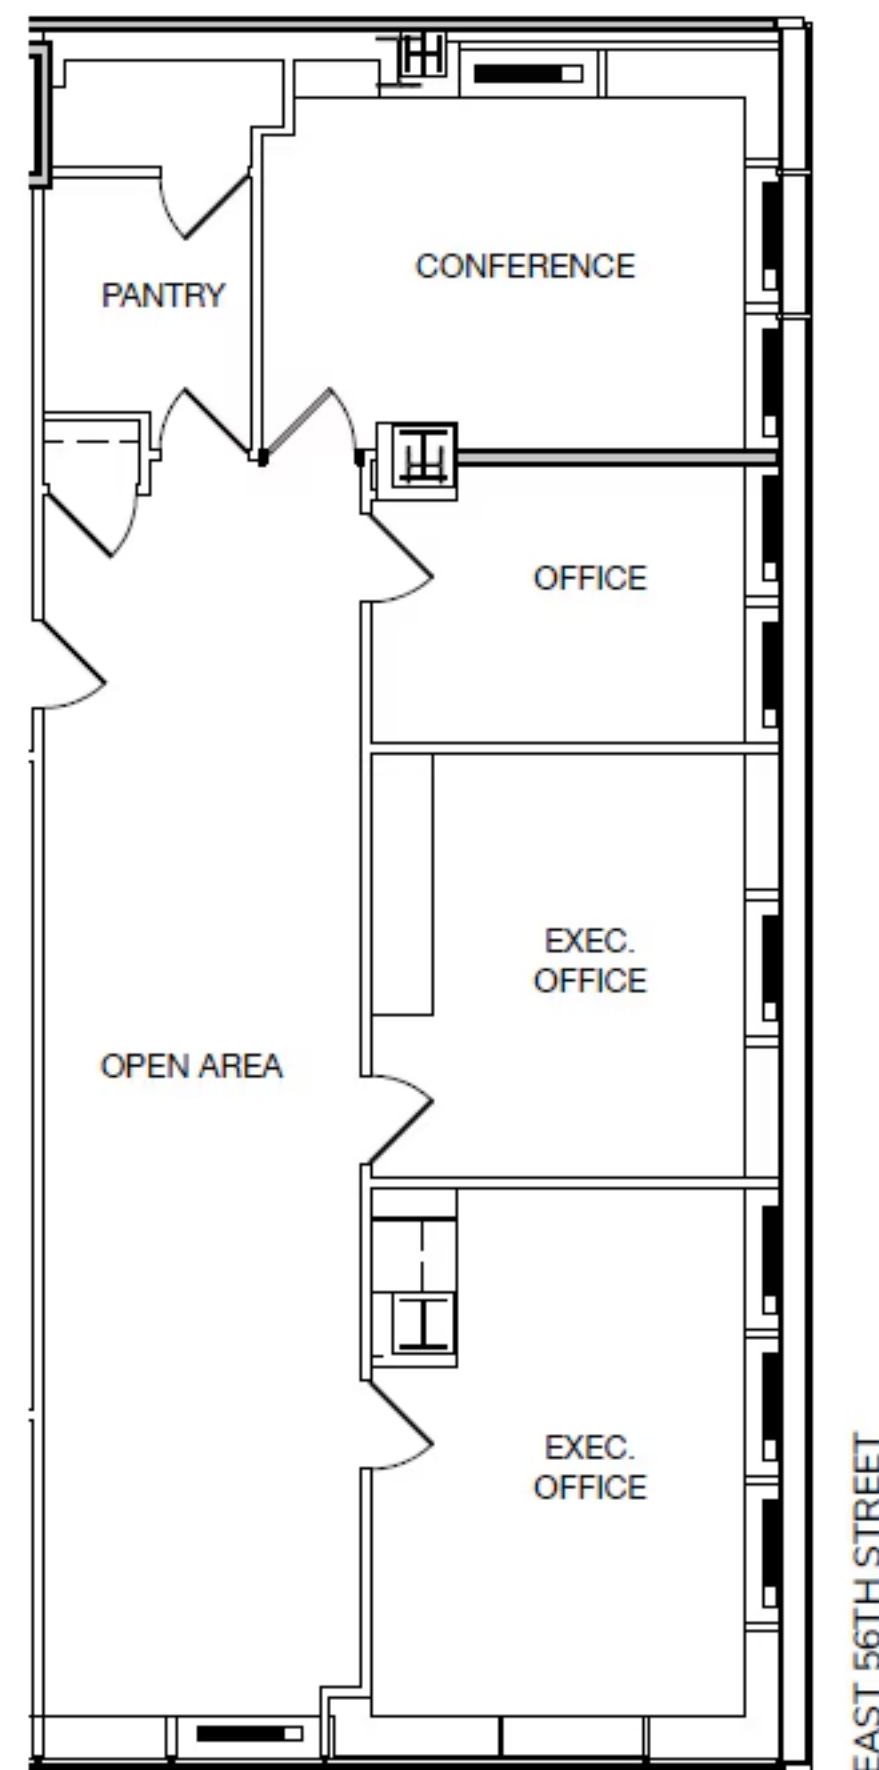 CONFERENCE
PANTRY
OFFICE
EXEC.
OFFICE
OPEN AREA
EXEC.
OFFICE
EAST 56TH STREET